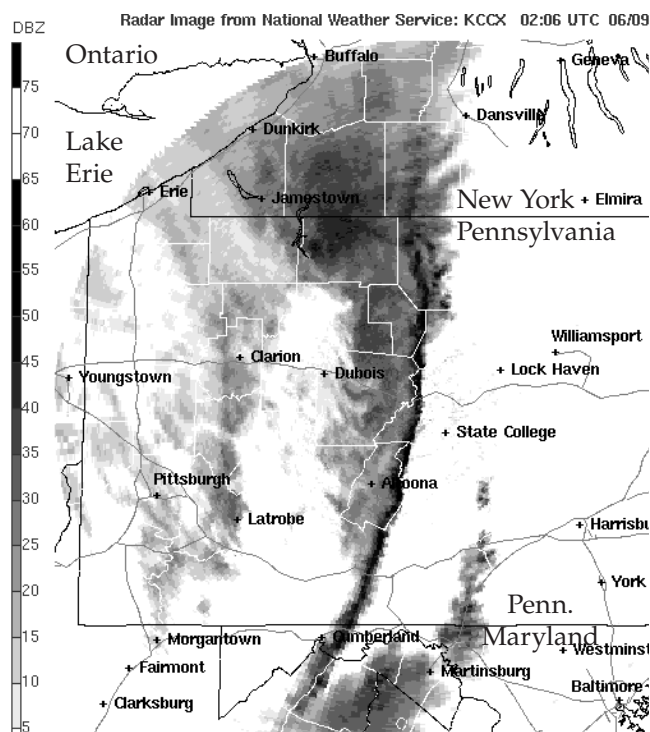 Radar Image from National Weather Service: KCCX 02:06 UTC 06/09
DBZ
75
70
65
60
55
50
45
40
35
30
25
20
15
10
5
Ontario
Buffalo
Geneva
Dansville
Dunkirk
Lake
Erie
Erie
Jamestown
New York
Elmira
Pennsylvania
Williamsport
Clarion
Lock Haven
Youngstown
Dubois
State College
Pittsburgh
Altoona
Latrobe
Harrisbu
York
Penn.
Maryland
Morgantown
Cumberland
Westminst
Fairmont
Martinsburg
Baltimore
Clarksburg